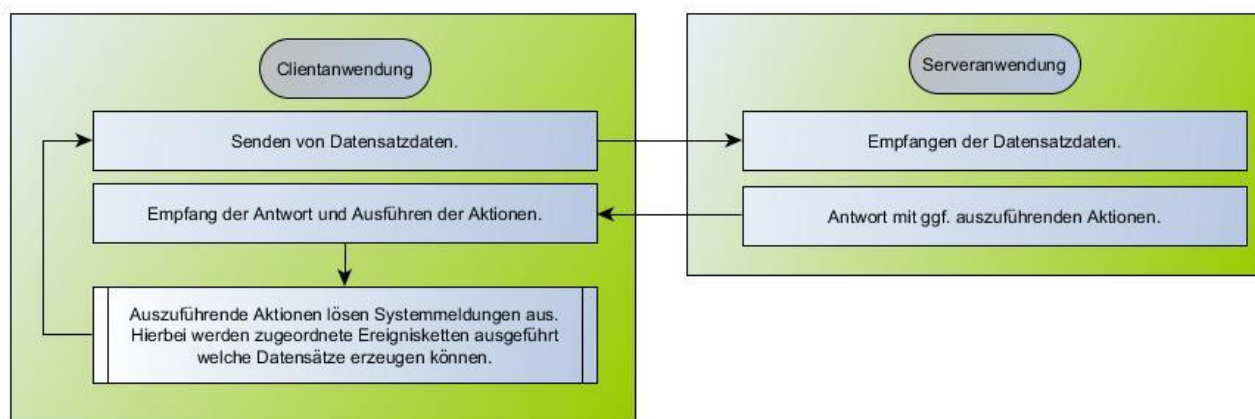 Clientanwendung
Senden von Datensatzdaten.
Empfang der Antwort und Ausführen der Aktionen.
Auszuführende Aktionen lösen Systemmeldungen aus.
Hierbei werden zugeordnete Ereignisketten ausgeführt
welche Datensätze erzeugen können.
Serveranwendung
Empfangen der Datensatzdaten.
Antwort mit ggf. auszuführenden Aktionen.